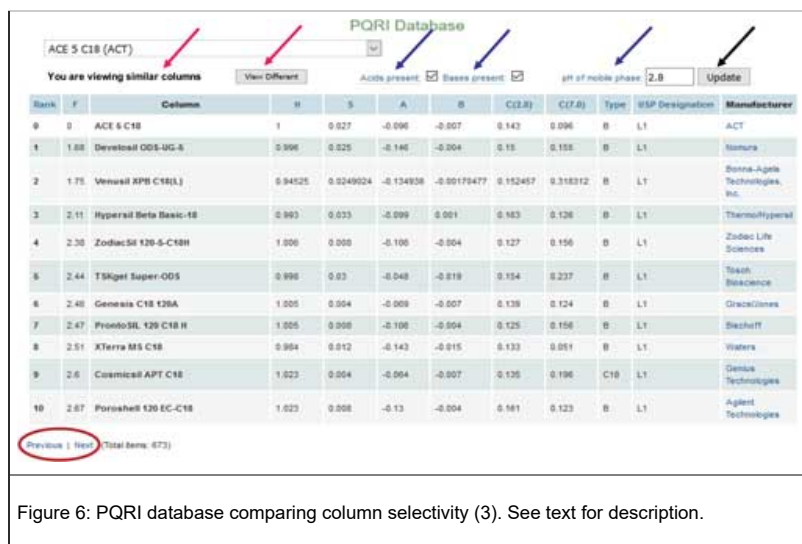 PQRI Database
ACE 5 C18 (ACT)
You are viewing similar columns View Different Acids present: Bases present: pH of mobile phase: 2.8 Update
Rank F Column H S A B C(2.8) C(7.0) Type USP Designation Manufacturer
0 0 ACE 5 C18 1 0.027 -0.096 -0.007 0.143 0.096 B L1 ACT
1 1.68 Develosil ODS-UG-5 0.996 0.025 -0.146 -0.004 0.15 0.155 B L1 Nomura
2 1.75 Venusil XPB C18(L) 0.94525 0.0249024 -0.134936 -0.00170477 0.152457 0.318312 B L1 Bonna-Agela Technologies, Inc.
3 2.11 Hypersil Beta Basic-18 0.993 0.033 -0.099 0.001 0.163 0.126 B L1 Thermo/Hypersil
4 2.38 ZodiacSil 120-5-C18H 1.006 0.008 -0.106 -0.004 0.127 0.156 B L1 Zodiac Life Sciences
5 2.44 TSKgel Super-ODS 0.996 0.03 -0.048 -0.019 0.154 0.237 B L1 Tosoh Bioscience
6 2.46 Genesis C18 120A 1.005 0.004 -0.069 -0.007 0.139 0.124 B L1 Grace/Jones
7 2.47 ProntoSIL 120 C18 H 1.005 0.008 -0.106 -0.004 0.125 0.156 B L1 Bischoff
8 2.51 XTerra MS C18 0.984 0.012 -0.143 -0.015 0.133 0.051 B L1 Waters
9 2.6 Cosmicsil APT C18 1.023 0.004 -0.064 -0.007 0.135 0.196 C18 L1 Genius Technologies
10 2.67 Poroshell 120 EC-C18 1.023 0.008 -0.13 -0.004 0.161 0.123 B L1 Agilent Technologies
Previous | Next (Total items: 673)
Figure 6: PQRI database comparing column selectivity (3). See text for description.